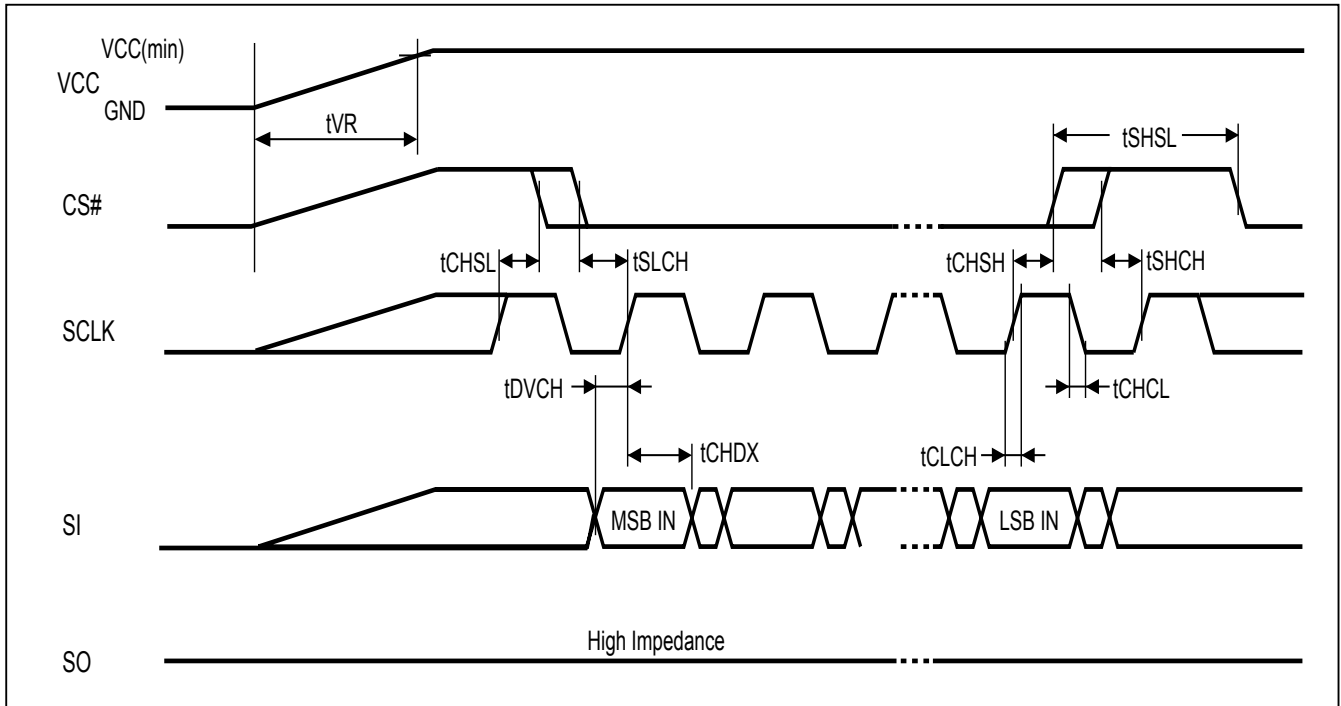 VCC(min)
VCC
GND
tVR
tSHSL
CS#
tCHSL
tSLCH
tCHSH
tSHCH
SCLK
tDVCH
tCHCL
tCHDX
tCLCH
SI
MSB IN
LSB IN
High Impedance
SO